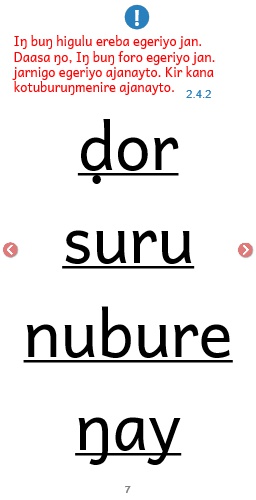 !
Iŋ buŋ higulu ereba egeriyo jan.
Daasa ŋo, Iŋ buŋ foro egeriyo jan.
jarnigo egeriyo ajanayto. Kir kana
kotuburuŋmenire ajanayto.
2.4.2
ḍor
suru
nubure
ŋay
7